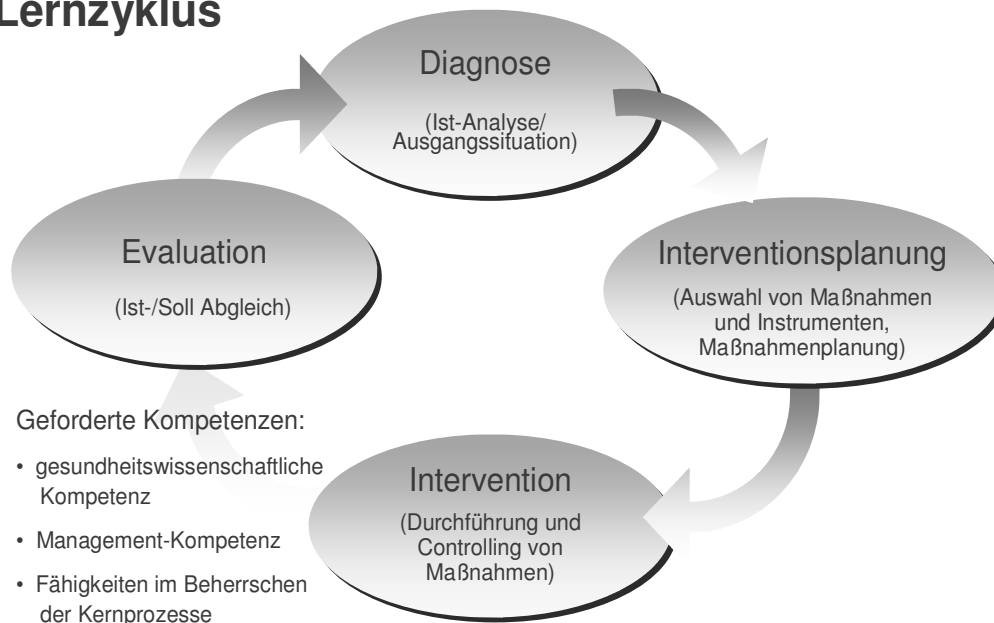 Lernzyklus
Diagnose
(Ist-Analyse/
Ausgangssituation)
Evaluation
(Ist-/Soll Abgleich)
Interventionsplanung
(Auswahl von Maßnahmen
und Instrumenten,
Maßnahmenplanung)
Geforderte Kompetenzen:
• gesundheitswissenschaftliche
Kompetenz
• Management-Kompetenz
• Fähigkeiten im Beherrschen
der Kernprozesse
Intervention
(Durchführung und
Controlling von
Maßnahmen)